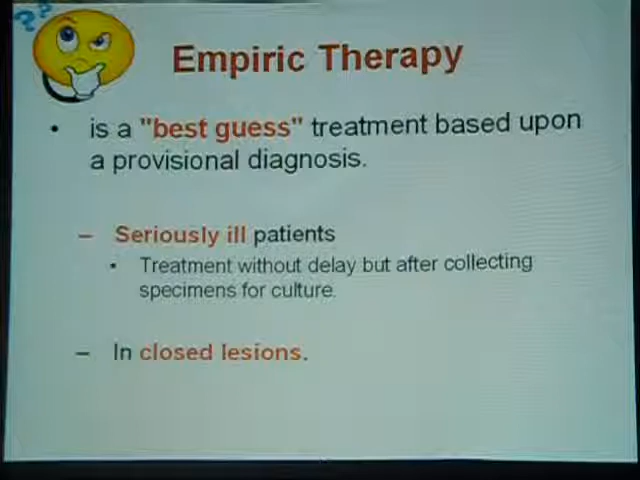 ??
Empiric Therapy
• is a "best guess" treatment based upon
a provisional diagnosis.
– Seriously ill patients
• Treatment without delay but after collecting
specimens for culture.
– In closed lesions.